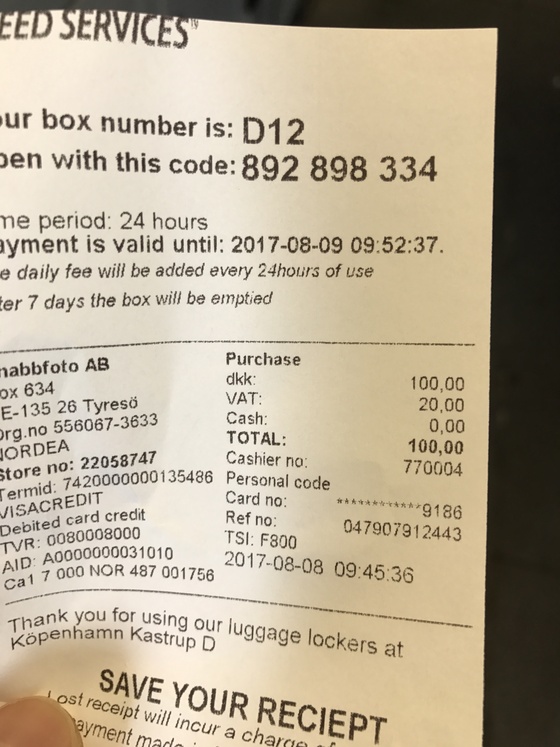 EED SERVICES™
our box number is: D12
pen with this code: 892 898 334
me period: 24 hours
ayment is valid until: 2017-08-09 09:52:37.
e daily fee will be added every 24hours of use
ter 7 days the box will be emptied
nabbfoto AB
ox 634
E-135 26 Tyresö
Org.no 556067-3633
NORDEA
Store no: 22058747
Termid: 7420000000135486
VISACREDIT
Debited card credit
TVR: 0080008000
AID: A0000000031010
Ca1 7 000 NOR 487 001756
Purchase
dkk: 100,00
VAT: 20,00
Cash: 0,00
TOTAL: 100,00
Cashier no: 770004
Personal code
Card no: ************9186
Ref no: 047907912443
TSI: F800
2017-08-08 09:45:36
Thank you for using our luggage lockers at
Köpenhamn Kastrup D
SAVE YOUR RECIEPT
Lost receipt will incur a charge of
ayment made